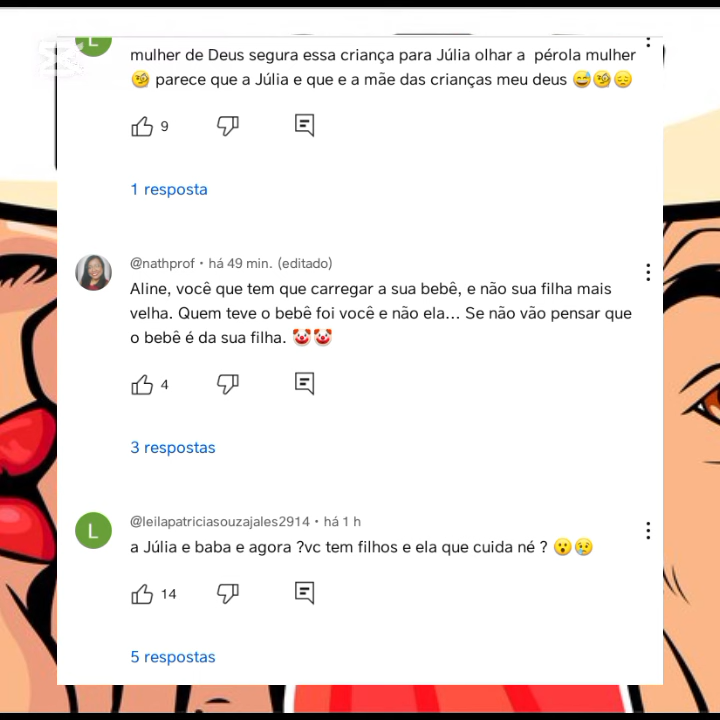 L
mulher de Deus segura essa criança para Júlia olhar a pérola mulher
🧐 parece que a Júlia e que e a mãe das crianças meu deus 😅🧐😔
9
1 resposta
@nathprof • há 49 min. (editado)
Aline, você que tem que carregar a sua bebê, e não sua filha mais
velha. Quem teve o bebê foi você e não ela... Se não vão pensar que
o bebê é da sua filha. 🤡🤡
4
3 respostas
L
@leilapatriciasouzajales2914 • há 1 h
a Júlia e baba e agora ?vc tem filhos e ela que cuida né ? 😮😢
14
5 respostas